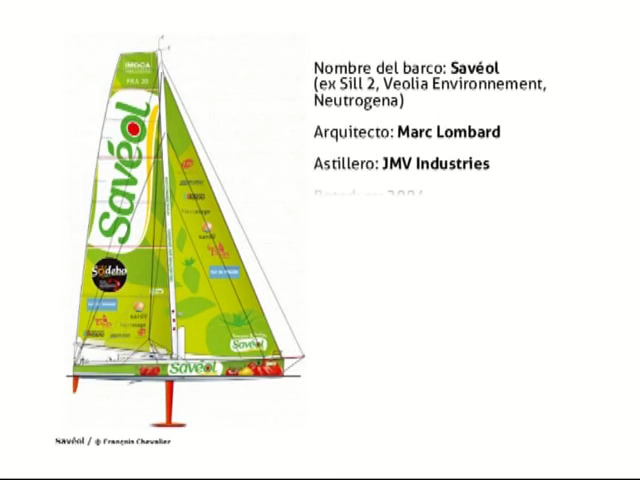 IMOCA
Savéol
Sodebo
Savéol
Savéol
Nombre del barco: Savéol
(ex Sill 2, Veolia Environnement,
Neutrogena)
Arquitecto: Marc Lombard
Astillero: JMV Industries
Savéol / © François Chevalier